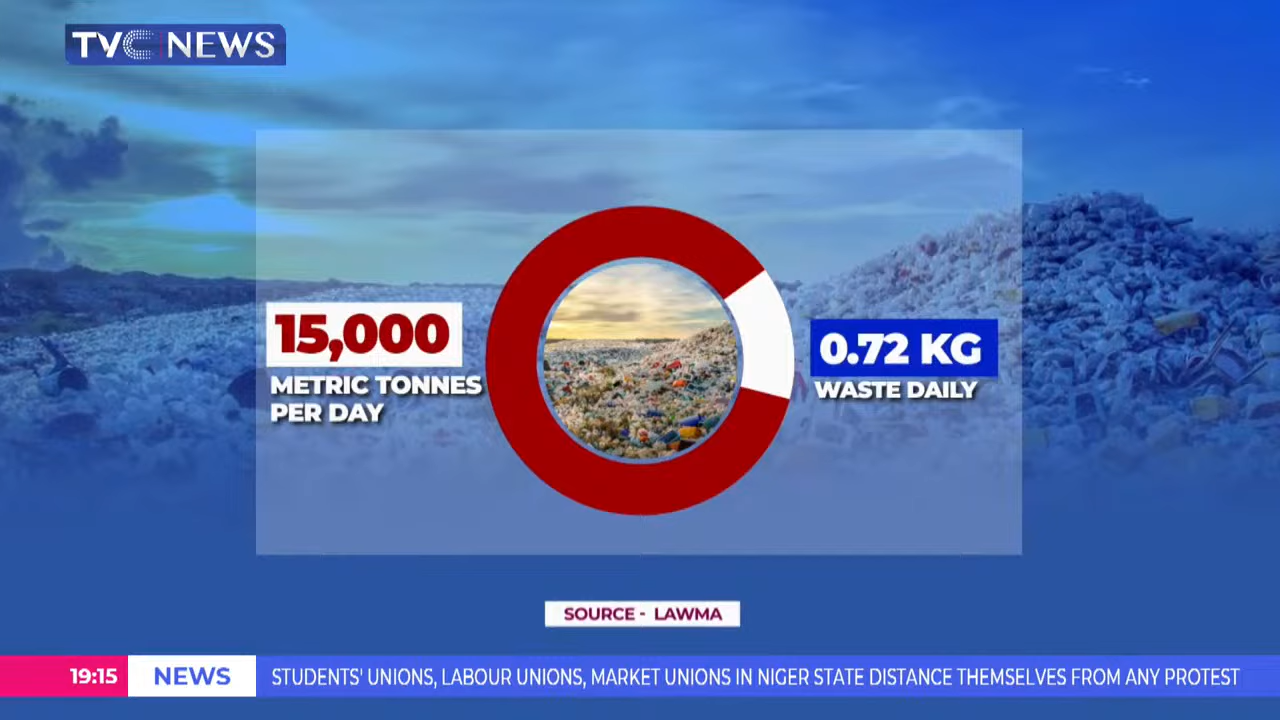 TVC NEWS
15,000
METRIC TONNES
PER DAY
0.72 KG
WASTE DAILY
SOURCE - LAWMA
19:15
NEWS
STUDENTS' UNIONS, LABOUR UNIONS, MARKET UNIONS IN NIGER STATE DISTANCE THEMSELVES FROM ANY PROTEST